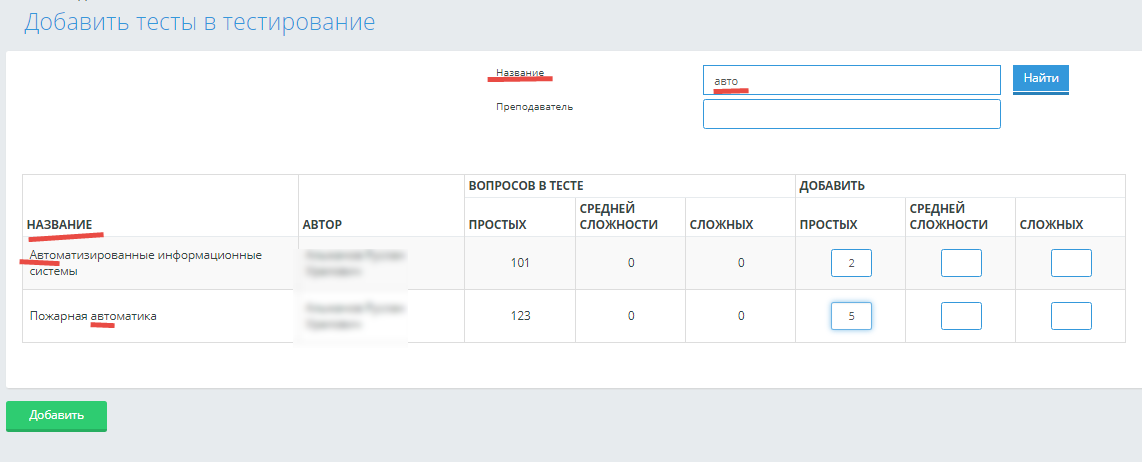 Добавить тесты в тестирование
Название
авто
Найти
Преподаватель
ВОПРОСОВ В ТЕСТЕ
ДОБАВИТЬ
НАЗВАНИЕ
АВТОР
ПРОСТЫХ
СРЕДНЕЙ
СЛОЖНОСТИ
СЛОЖНЫХ
ПРОСТЫХ
СРЕДНЕЙ
СЛОЖНОСТИ
СЛОЖНЫХ
Автоматизированные информационные
системы
101
0
0
2
Пожарная автоматика
123
0
0
5
Добавить